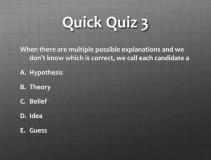 Quick Quiz 3
When there are multiple possible explanations and we
don't know which is correct, we call each candidate a
A. Hypothesis
B. Theory
C. Belief
D. Idea
E. Guess